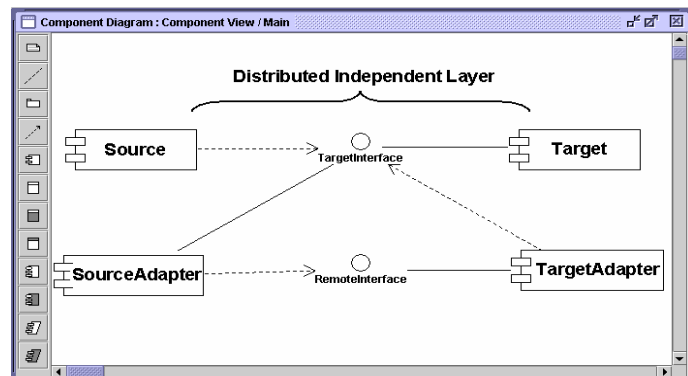 Component Diagram : Component View / Main
Distributed Independent Layer
Source
TargetInterface
Target
SourceAdapter
RemoteInterface
TargetAdapter